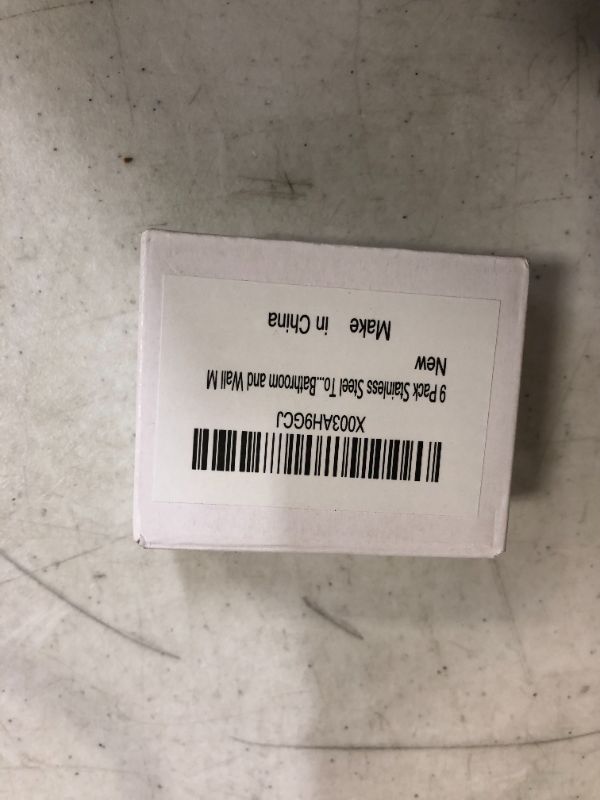 X003AH9GCJ
9 Pack Stainless Steel To...Bathroom and Wall M
New
Make in China